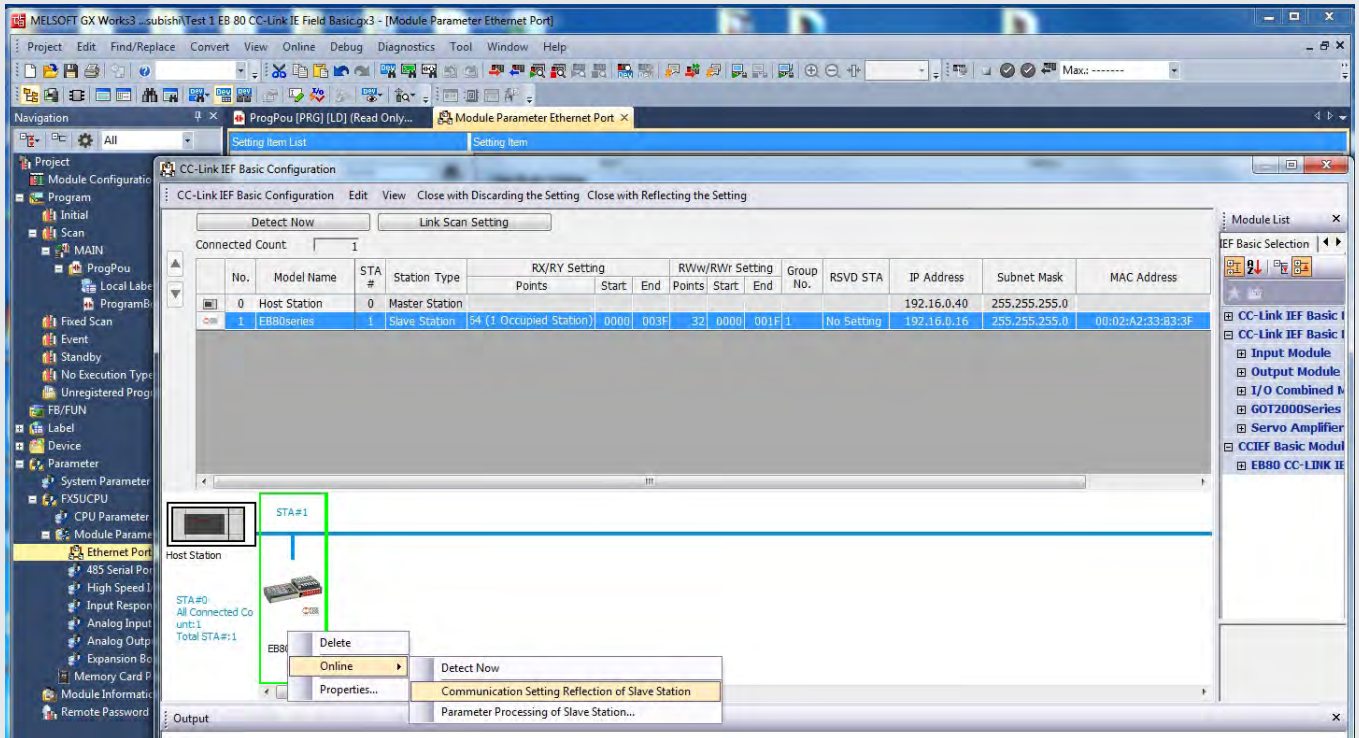 MELSOFT GX Works3 ...subishi\Test 1 EB 80 CC-Link IE Field Basic.gx3 - [Module Parameter Ethernet Port]
Project Edit Find/Replace Convert View Online Debug Diagnostics Tool Window Help
Max.: -------
Navigation
ProgPou [PRG] [LD] (Read Only...
Module Parameter Ethernet Port
All
Setting Item List
Setting Item
Project
Module Configuratio
Program
Initial
Scan
MAIN
ProgPou
Local Labe
ProgramB
Fixed Scan
Event
Standby
No Execution Type
Unregistered Progr
FB/FUN
Label
Device
Parameter
System Parameter
FX5UCPU
CPU Parameter
Module Parame
Ethernet Port
485 Serial Por
High Speed I
Input Respon
Analog Input
Analog Outp
Expansion Bo
Memory Card P
Module Informatio
Remote Password
CC-Link IEF Basic Configuration
CC-Link IEF Basic Configuration Edit View Close with Discarding the Setting Close with Reflecting the Setting
Detect Now
Link Scan Setting
Connected Count 1
No. Model Name STA # Station Type RX/RY Setting Points Start End RWw/RWr Setting Points Start End Group No. RSVD STA IP Address Subnet Mask MAC Address
0 Host Station 0 Master Station 192.16.0.40 255.255.255.0
1 EB80series 1 Slave Station 54 (1 Occupied Station) 0000 003F 32 0000 001F 1 No Setting 192.16.0.16 255.255.255.0 00:02:A2:33:B3:3F
Module List
IEF Basic Selection
CC-Link IEF Basic I
CC-Link IEF Basic I
Input Module
Output Module
I/O Combined M
GOT2000Series
Servo Amplifier
CCIEF Basic Modul
EB80 CC-LINK IE
STA#1
Host Station
STA#0
All Connected Co
unt:1
Total STA#:1
EB8
Delete
Online
Properties...
Detect Now
Communication Setting Reflection of Slave Station
Parameter Processing of Slave Station...
Output